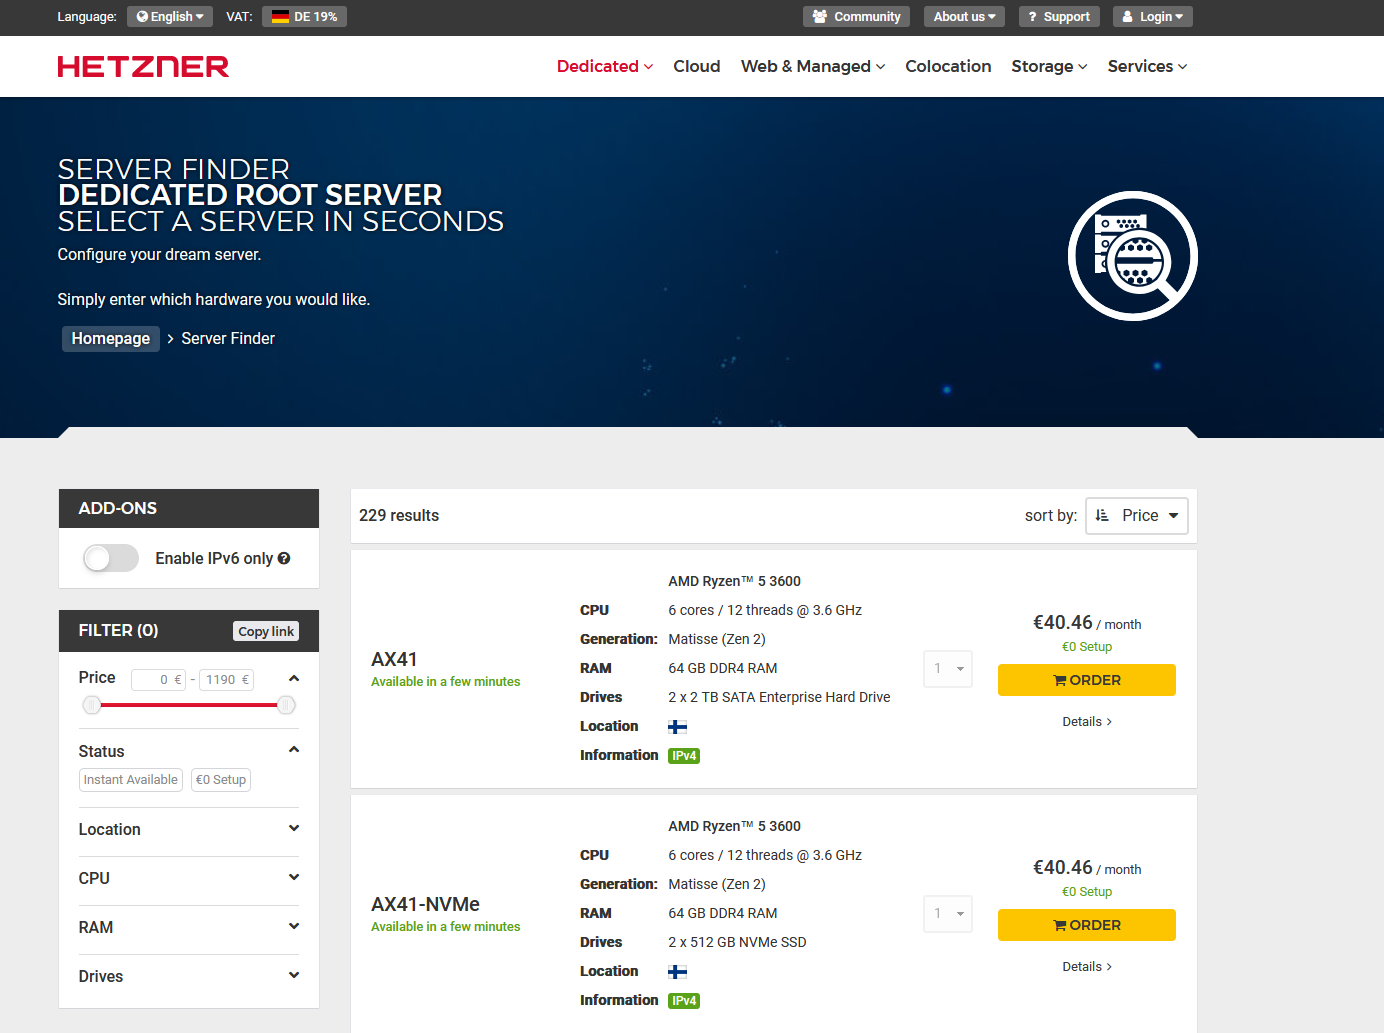 Language: English VAT: DE 19% Community About us ? Support Login
HETZNER Dedicated Cloud Web & Managed Colocation Storage Services
SERVER FINDER
DEDICATED ROOT SERVER
SELECT A SERVER IN SECONDS
Configure your dream server.
Simply enter which hardware you would like.
Homepage > Server Finder
ADD-ONS
Enable IPv6 only ?
FILTER (0) Copy link
Price 0 € - 1190 €
Status
Instant Available €0 Setup
Location
CPU
RAM
Drives
229 results sort by: Price
AX41
Available in a few minutes
AMD Ryzen™ 5 3600
CPU 6 cores / 12 threads @ 3.6 GHz
Generation: Matisse (Zen 2)
RAM 64 GB DDR4 RAM
Drives 2 x 2 TB SATA Enterprise Hard Drive
Location
Information IPv4
1
€40.46 / month
€0 Setup
ORDER
Details >
AX41-NVMe
Available in a few minutes
AMD Ryzen™ 5 3600
CPU 6 cores / 12 threads @ 3.6 GHz
Generation: Matisse (Zen 2)
RAM 64 GB DDR4 RAM
Drives 2 x 512 GB NVMe SSD
Location
Information IPv4
1
€40.46 / month
€0 Setup
ORDER
Details >